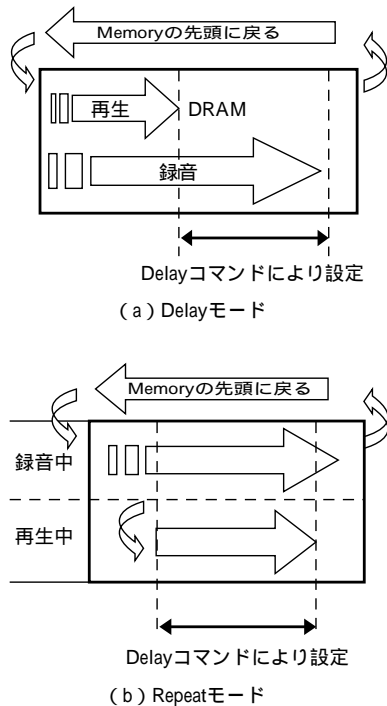 Memoryの先頭に戻る
再生
DRAM
録音
Delayコマンドにより設定
（a）Delayモード
Memoryの先頭に戻る
録音中
再生中
Delayコマンドにより設定
（b）Repeatモード